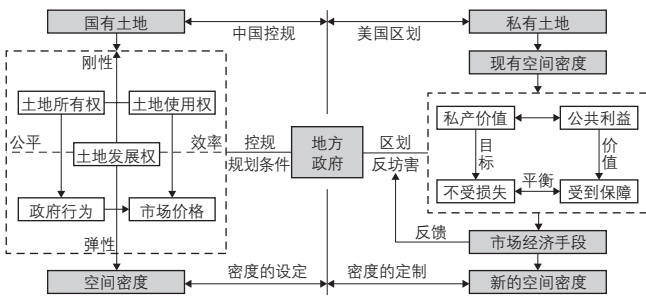 国有土地
中国控规
美国区划
私有土地
刚性
现有空间密度
土地所有权
土地使用权
私产价值
公共利益
公平
土地发展权
效率
控规
规划条件
地方
政府
区划
反坊害
目标
价值
政府行为
市场价格
不受损失
平衡
受到保障
弹性
反馈
市场经济手段
空间密度
密度的设定
密度的定制
新的空间密度